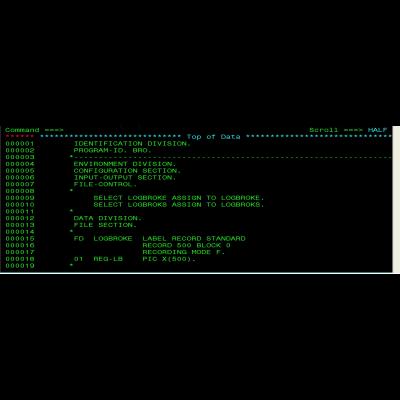 Command ===> Scroll ===> HALF
****** ***************************** Top of Data ******************************
000001 IDENTIFICATION DIVISION.
000002 PROGRAM-ID. BRO.
000003 *-----------------------------------------------------------------
000004 ENVIRONMENT DIVISION.
000005 CONFIGURATION SECTION.
000006 INPUT-OUTPUT SECTION.
000007 FILE-CONTROL.
000008 *
000009 SELECT LOGBROKE ASSIGN TO LOGBROKE.
000010 SELECT LOGBROKS ASSIGN TO LOGBROKS.
000011 *
000012 DATA DIVISION.
000013 FILE SECTION.
000014 *
000015 FD LOGBROKE LABEL RECORD STANDARD
000016 RECORD 500 BLOCK 0
000017 RECORDING MODE F.
000018 01 REG-LB PIC X(500).
000019 *